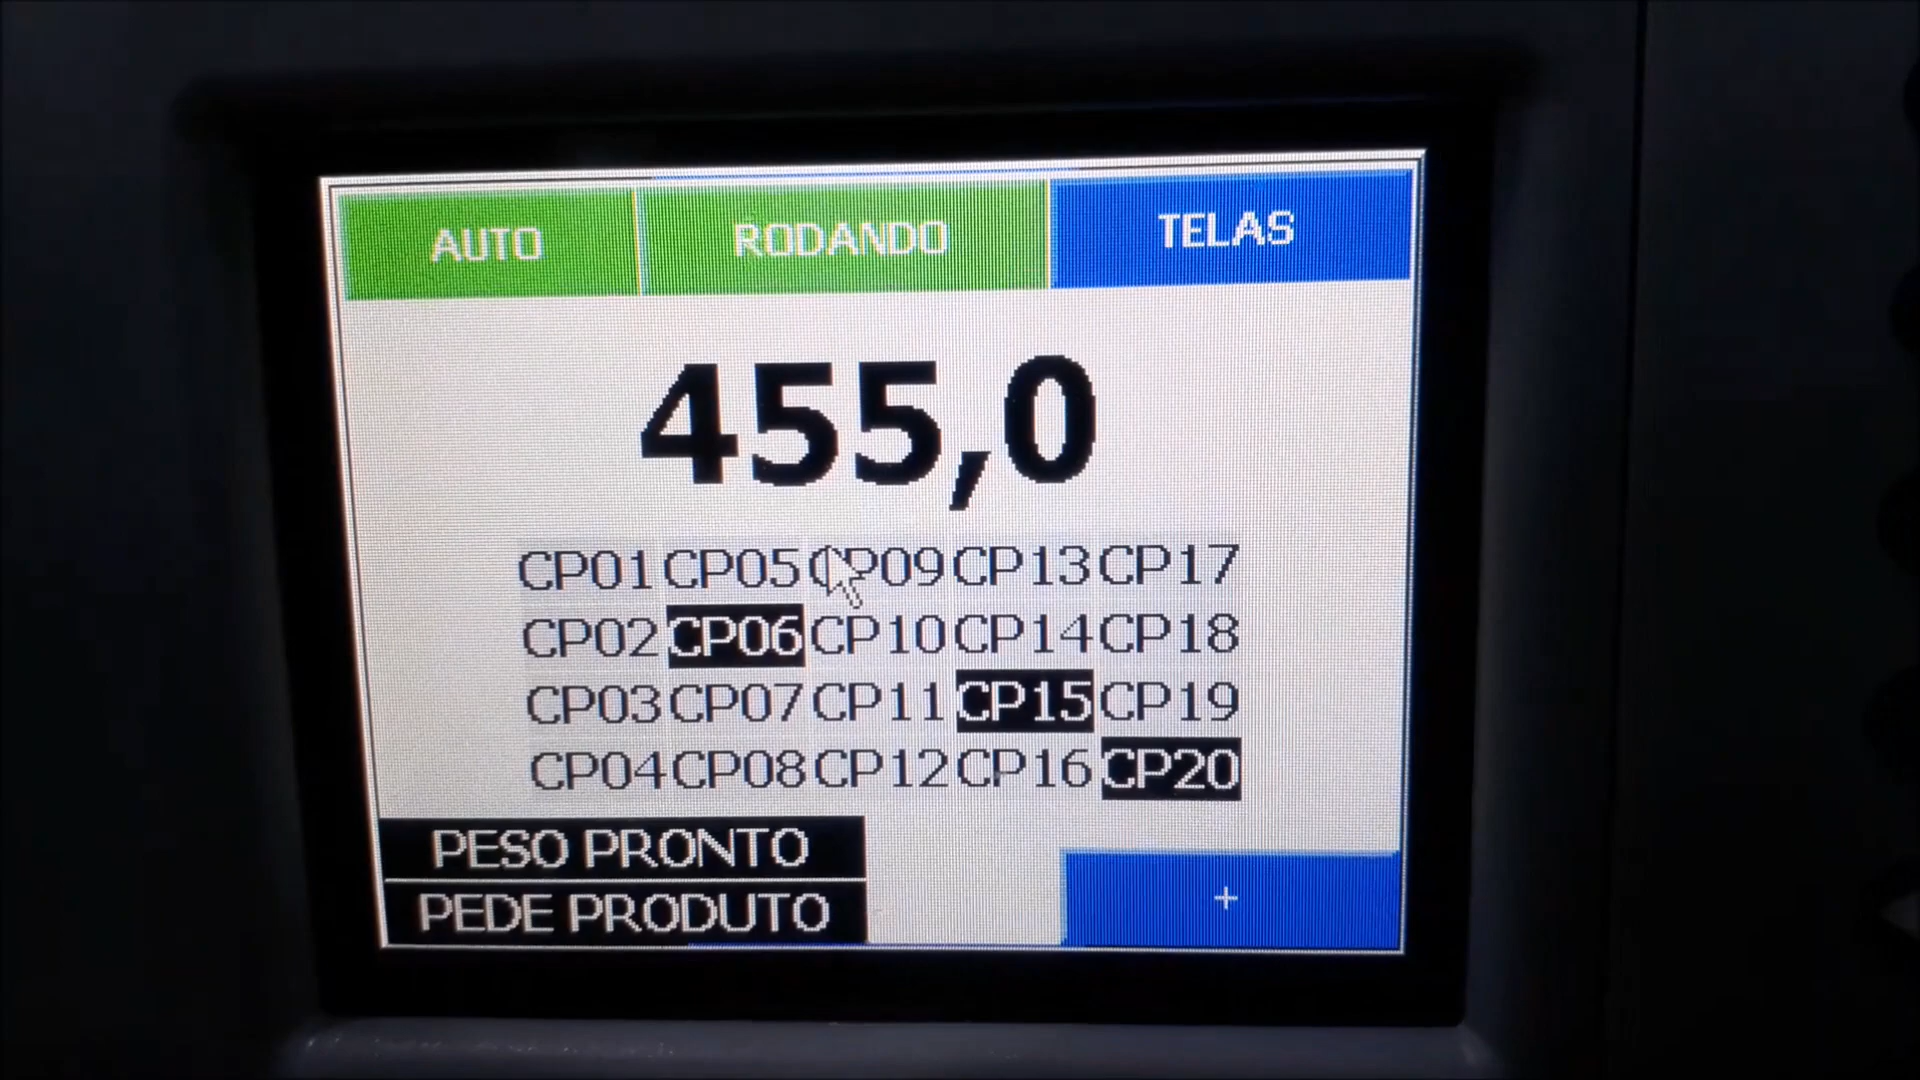 AUTO RODANDO TELAS
455,0
CP01 CP05 CP09 CP13 CP17
CP02 CP06 CP10 CP14 CP18
CP03 CP07 CP11 CP15 CP19
CP04 CP08 CP12 CP16 CP20
PESO PRONTO
PEDE PRODUTO
+